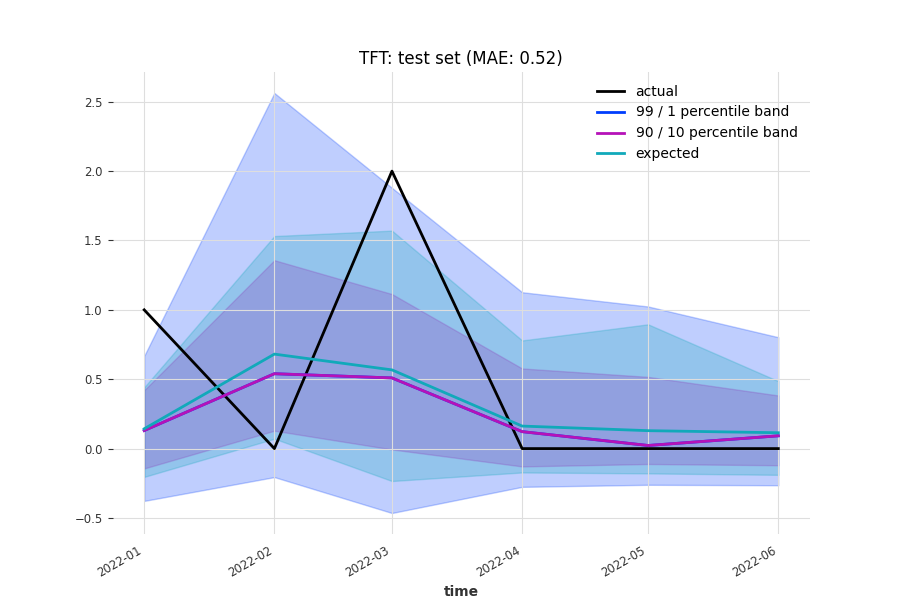 TFT: test set (MAE: 0.52)
actual
99 / 1 percentile band
90 / 10 percentile band
expected
2.5
2.0
1.5
1.0
0.5
0.0
−0.5
2022-01
2022-02
2022-03
2022-04
2022-05
2022-06
time